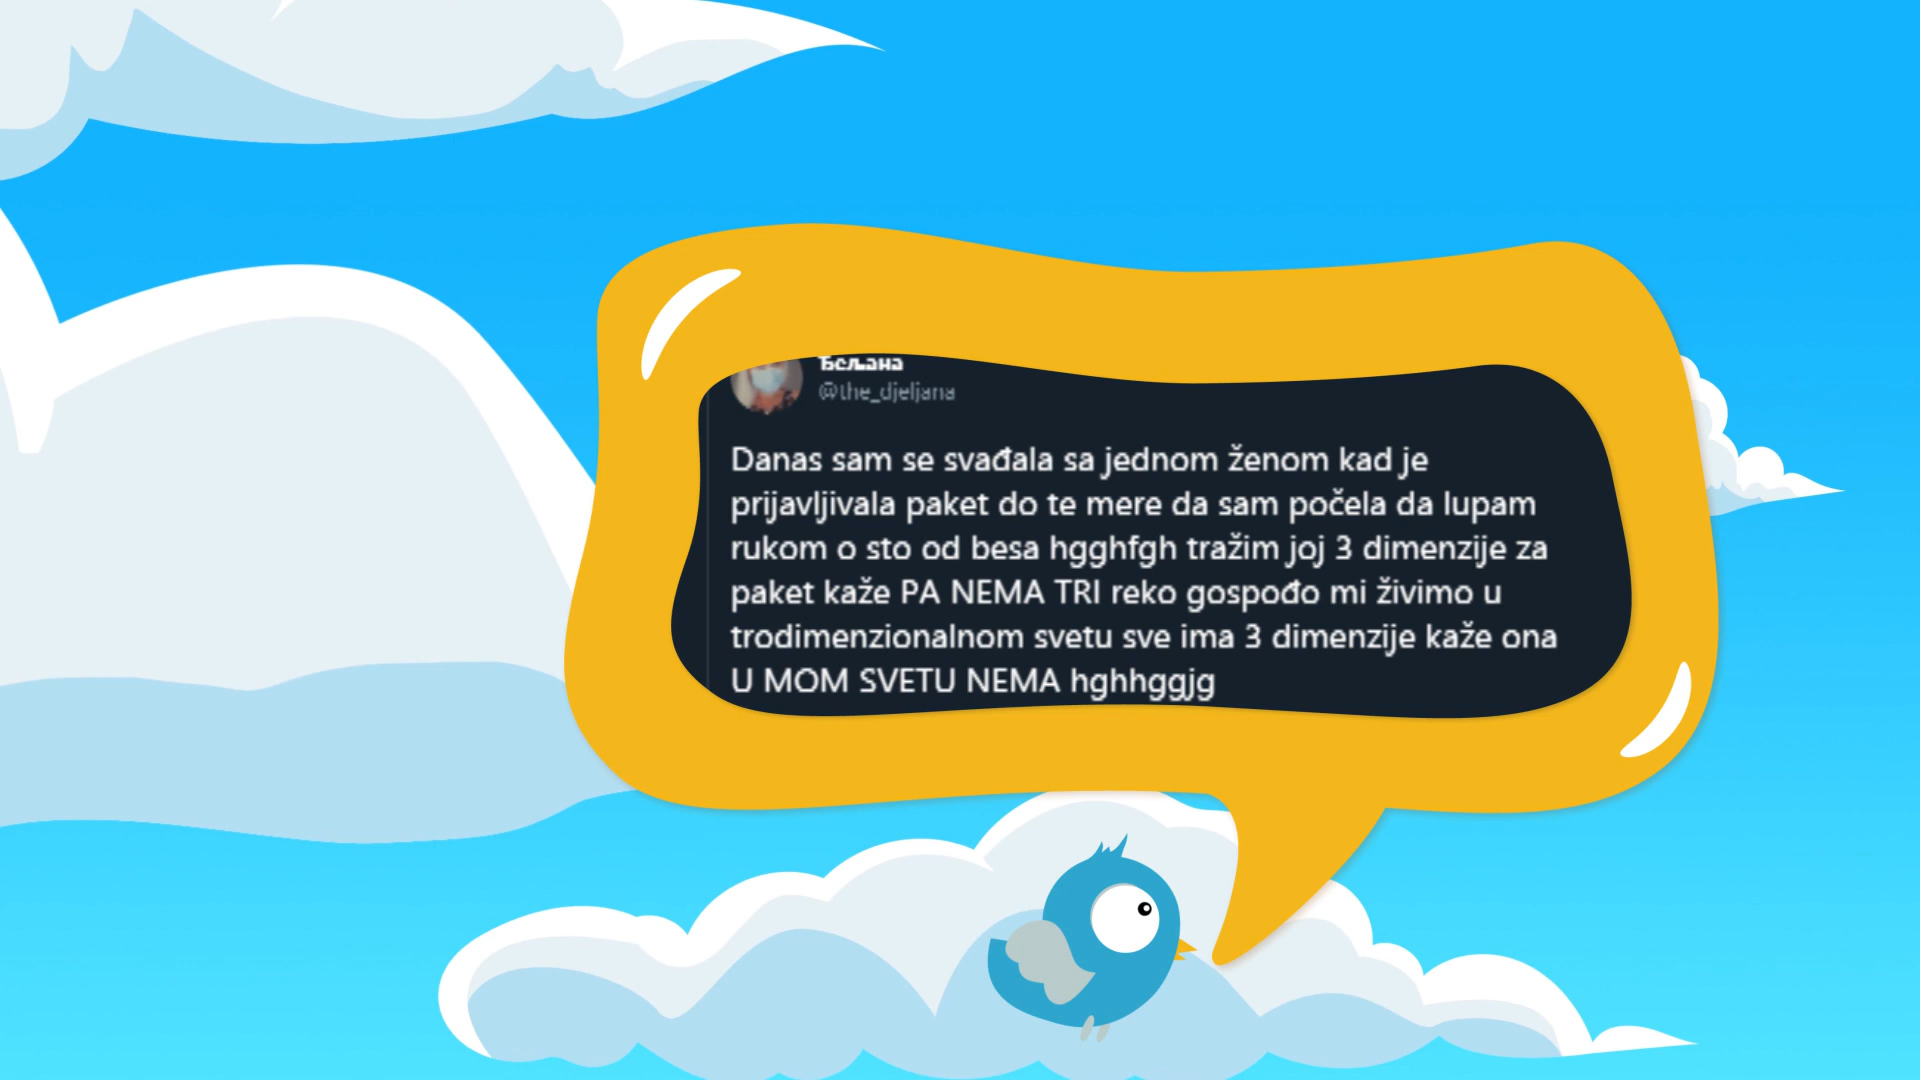 Ђељана
@the_djeljana
Danas sam se svađala sa jednom ženom kad je
prijavljivala paket do te mere da sam počela da lupam
rukom o sto od besa hgghfgh tražim joj 3 dimenzije za
paket kaže PA NEMA TRI reko gospođo mi živimo u
trodimenzionalnom svetu sve ima 3 dimenzije kaže ona
U MOM SVETU NEMA hghhggjg